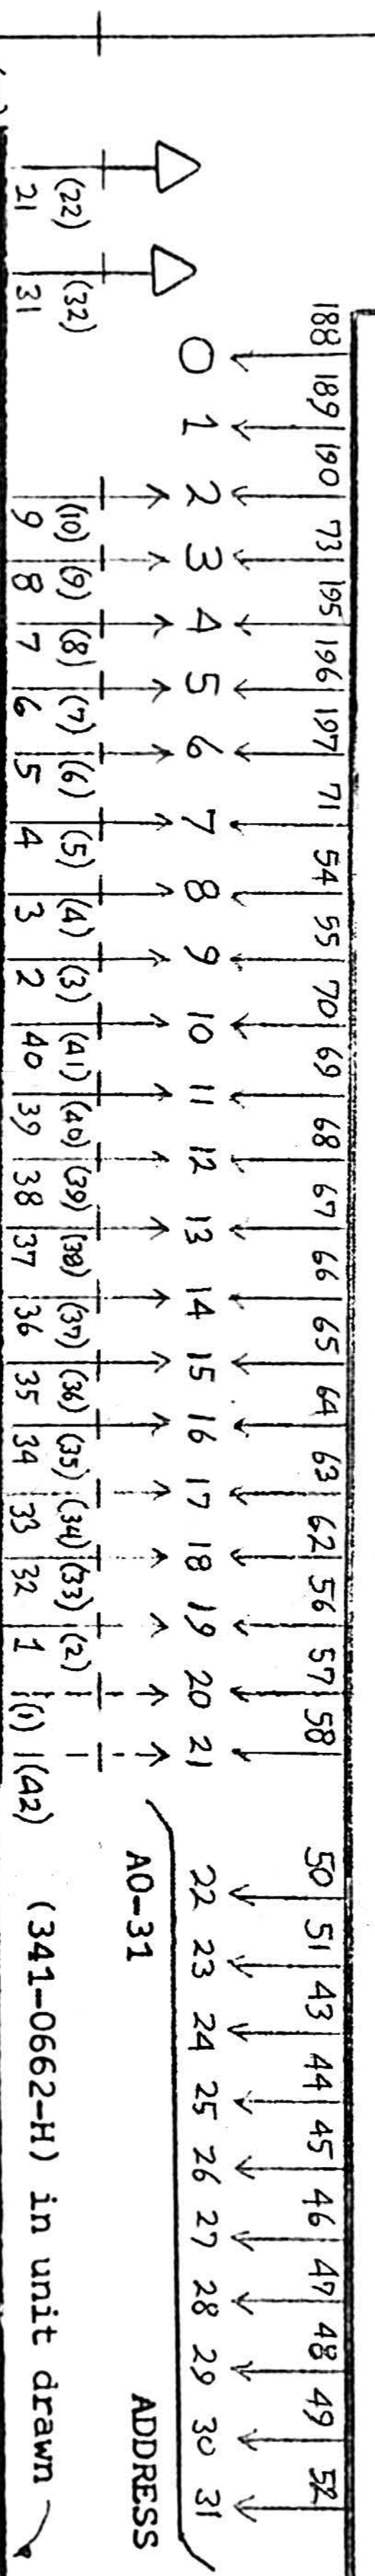 188 189 190 73 195 196 197 71 54 55 70 69 68 67 66 65 64 63 62 56 57 58 50 51 43 44 45 46 47 48 49 52
0 1 2 3 4 5 6 7 8 9 10 11 12 13 14 15 16 17 18 19 20 21 22 23 24 25 26 27 28 29 30 31
A0-31 ADDRESS
(22) (32) (10) (9) (8) (7) (6) (5) (4) (3) (41) (40) (39) (38) (37) (36) (35) (34) (33) (2)
21 31 9 8 7 6 5 4 3 2 40 39 38 37 36 35 34 33 32 1 (1) (42) (341-0662-H) in unit drawn